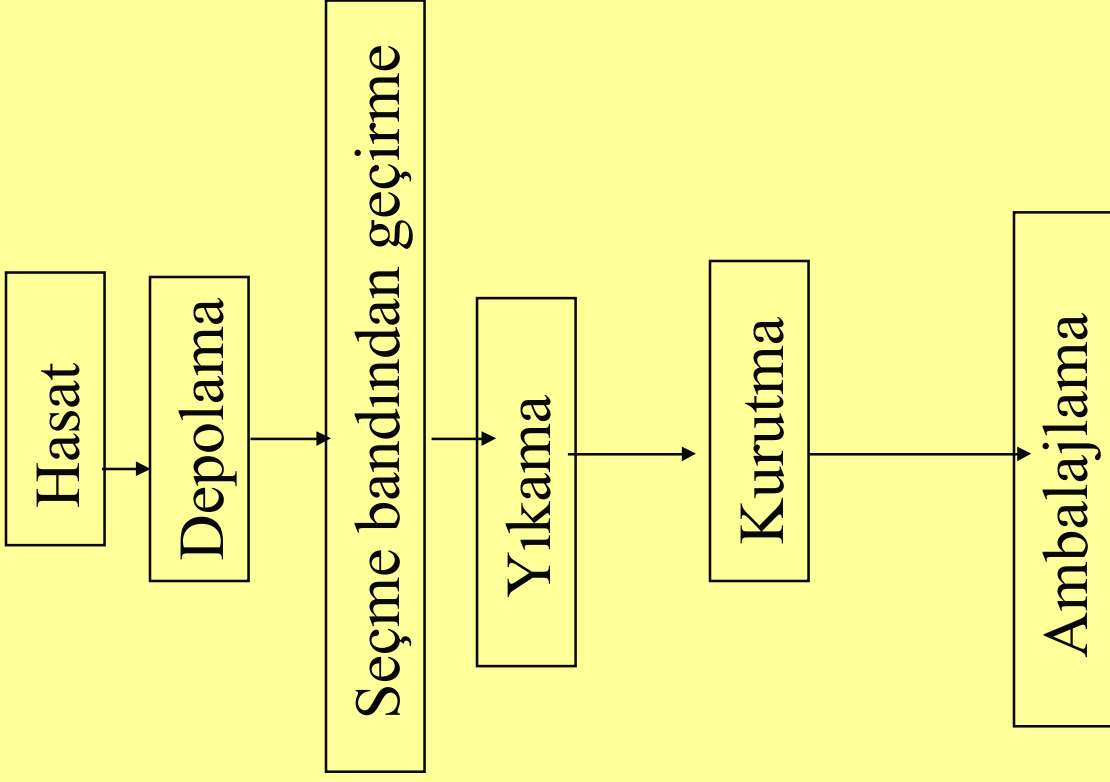 Hasat
Depolama
Seçme bandından geçirme
Yıkama
Kurutma
Ambalajlama